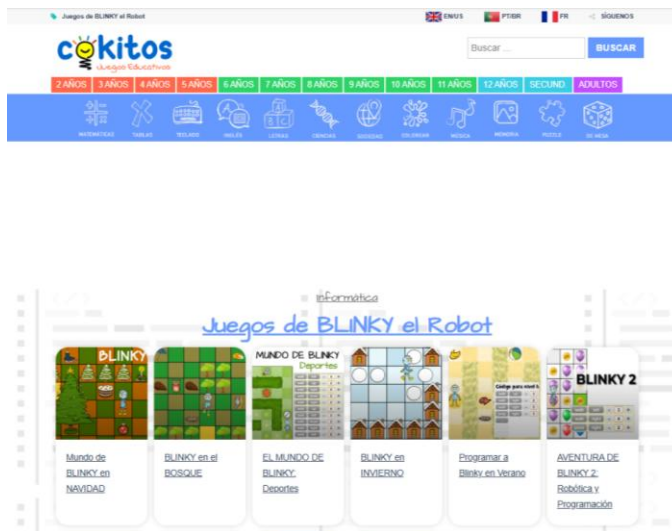 Juegos de BLINKY el Robot
EN/US
PT/BR
FR
SÍGUENOS
cokitos
Juegos Educativos
Buscar ...
BUSCAR
2 AÑOS
3 AÑOS
4 AÑOS
5 AÑOS
6 AÑOS
7 AÑOS
8 AÑOS
9 AÑOS
10 AÑOS
11 AÑOS
12 AÑOS
SECUND
ADULTOS
MATEMÁTICAS
TABLAS
TECLADO
INGLÉS
LETRAS
CIENCIAS
SOCIEDAD
COLOREAR
MÚSICA
MEMORIA
PUZZLE
DE MESA
Informática
Juegos de BLINKY el Robot
BLINKY
MUNDO DE BLINKY
Deportes
Código para nivel
BLINKY 2
Mundo de
BLINKY en
NAVIDAD
BLINKY en el
BOSQUE
EL MUNDO DE
BLINKY:
Deportes
BLINKY en
INVIERNO
Programar a
Blinky en Verano
AVENTURA DE
BLINKY 2:
Robótica y
Programación